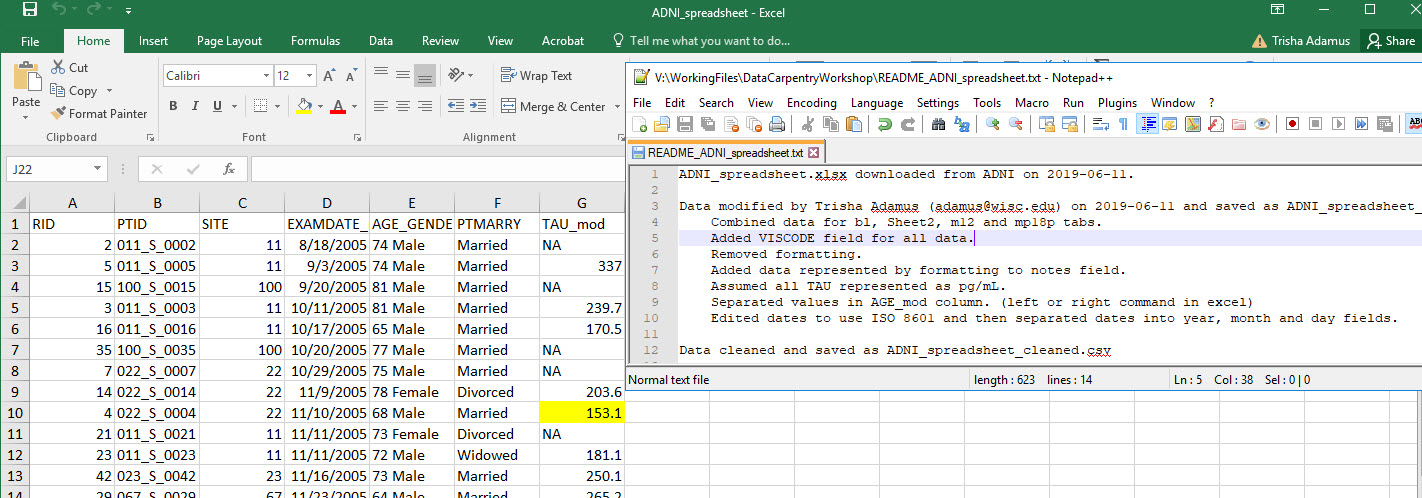 ADNI_spreadsheet - Excel
File Home Insert Page Layout Formulas Data Review View Acrobat Tell me what you want to do... Trisha Adamus Share
Paste
Cut
Copy
Format Painter
Clipboard
Calibri 12
B I U
Font
Wrap Text
Merge & Center
Alignment
J22 fx
A B C D E F G
1 RID PTID SITE EXAMDATE_ AGE_GENDE PTMARRY TAU_mod
2 2 011_S_0002 11 8/18/2005 74 Male Married NA
3 5 011_S_0005 11 9/3/2005 74 Male Married 337
4 15 100_S_0015 100 9/20/2005 81 Male Married NA
5 3 011_S_0003 11 10/11/2005 81 Male Married 239.7
6 16 011_S_0016 11 10/17/2005 65 Male Married 170.5
7 35 100_S_0035 100 10/20/2005 77 Male Married NA
8 7 022_S_0007 22 10/29/2005 75 Male Married NA
9 14 022_S_0014 22 11/9/2005 78 Female Divorced 203.6
10 4 022_S_0004 22 11/10/2005 68 Male Married 153.1
11 21 011_S_0021 11 11/11/2005 73 Female Divorced NA
12 23 011_S_0023 11 11/11/2005 72 Male Widowed 181.1
13 42 023_S_0042 23 11/16/2005 73 Male Married 250.1
14 29 067_S_0029 67 11/23/2005 64 Male Married 265.2
V:\WorkingFiles\DataCarpentryWorkshop\README_ADNI_spreadsheet.txt - Notepad++
File Edit Search View Encoding Language Settings Tools Macro Run Plugins Window ?
README_ADNI_spreadsheet.txt
1 ADNI_spreadsheet.xlsx downloaded from ADNI on 2019-06-11.
2
3 Data modified by Trisha Adamus (adamus@wisc.edu) on 2019-06-11 and saved as ADNI_spreadsheet_
4 Combined data for bl, Sheet2, ml2 and mpl8p tabs.
5 Added VISCODE field for all data.
6 Removed formatting.
7 Added data represented by formatting to notes field.
8 Assumed all TAU represented as pg/mL.
9 Separated values in AGE_mod column. (left or right command in excel)
10 Edited dates to use ISO 8601 and then separated dates into year, month and day fields.
11
12 Data cleaned and saved as ADNI_spreadsheet_cleaned.csv
Normal text file length : 623 lines : 14 Ln : 5 Col : 38 Sel : 0 | 0